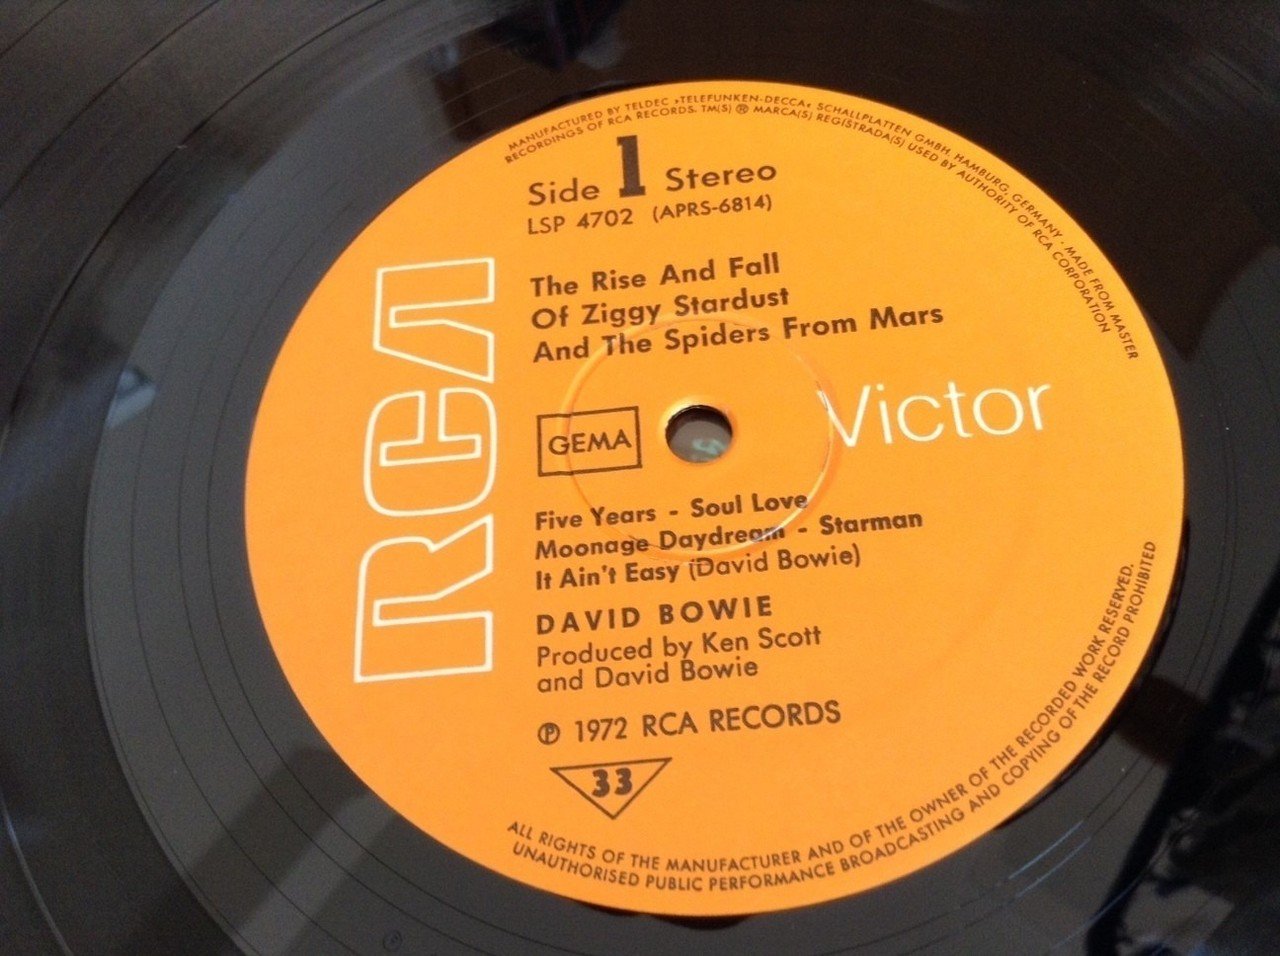 MANUFACTURED BY TELDEC »TELEFUNKEN-DECCA« SCHALLPLATTEN GMBH, HAMBURG, GERMANY · MADE FROM MASTER
RECORDINGS OF RCA RECORDS. TM(S) ® MARCA(S) REGISTRADA(S) USED BY AUTHORITY OF RCA CORPORATION
Side 1 Stereo
LSP 4702 (APRS-6814)
The Rise And Fall
Of Ziggy Stardust
And The Spiders From Mars
RCA
Victor
GEMA
Five Years - Soul Love
Moonage Daydream - Starman
It Ain't Easy (David Bowie)
DAVID BOWIE
Produced by Ken Scott
and David Bowie
℗ 1972 RCA RECORDS
33
ALL RIGHTS OF THE MANUFACTURER AND OF THE OWNER OF THE RECORDED WORK RESERVED.
UNAUTHORISED PUBLIC PERFORMANCE BROADCASTING AND COPYING OF THE RECORD PROHIBITED